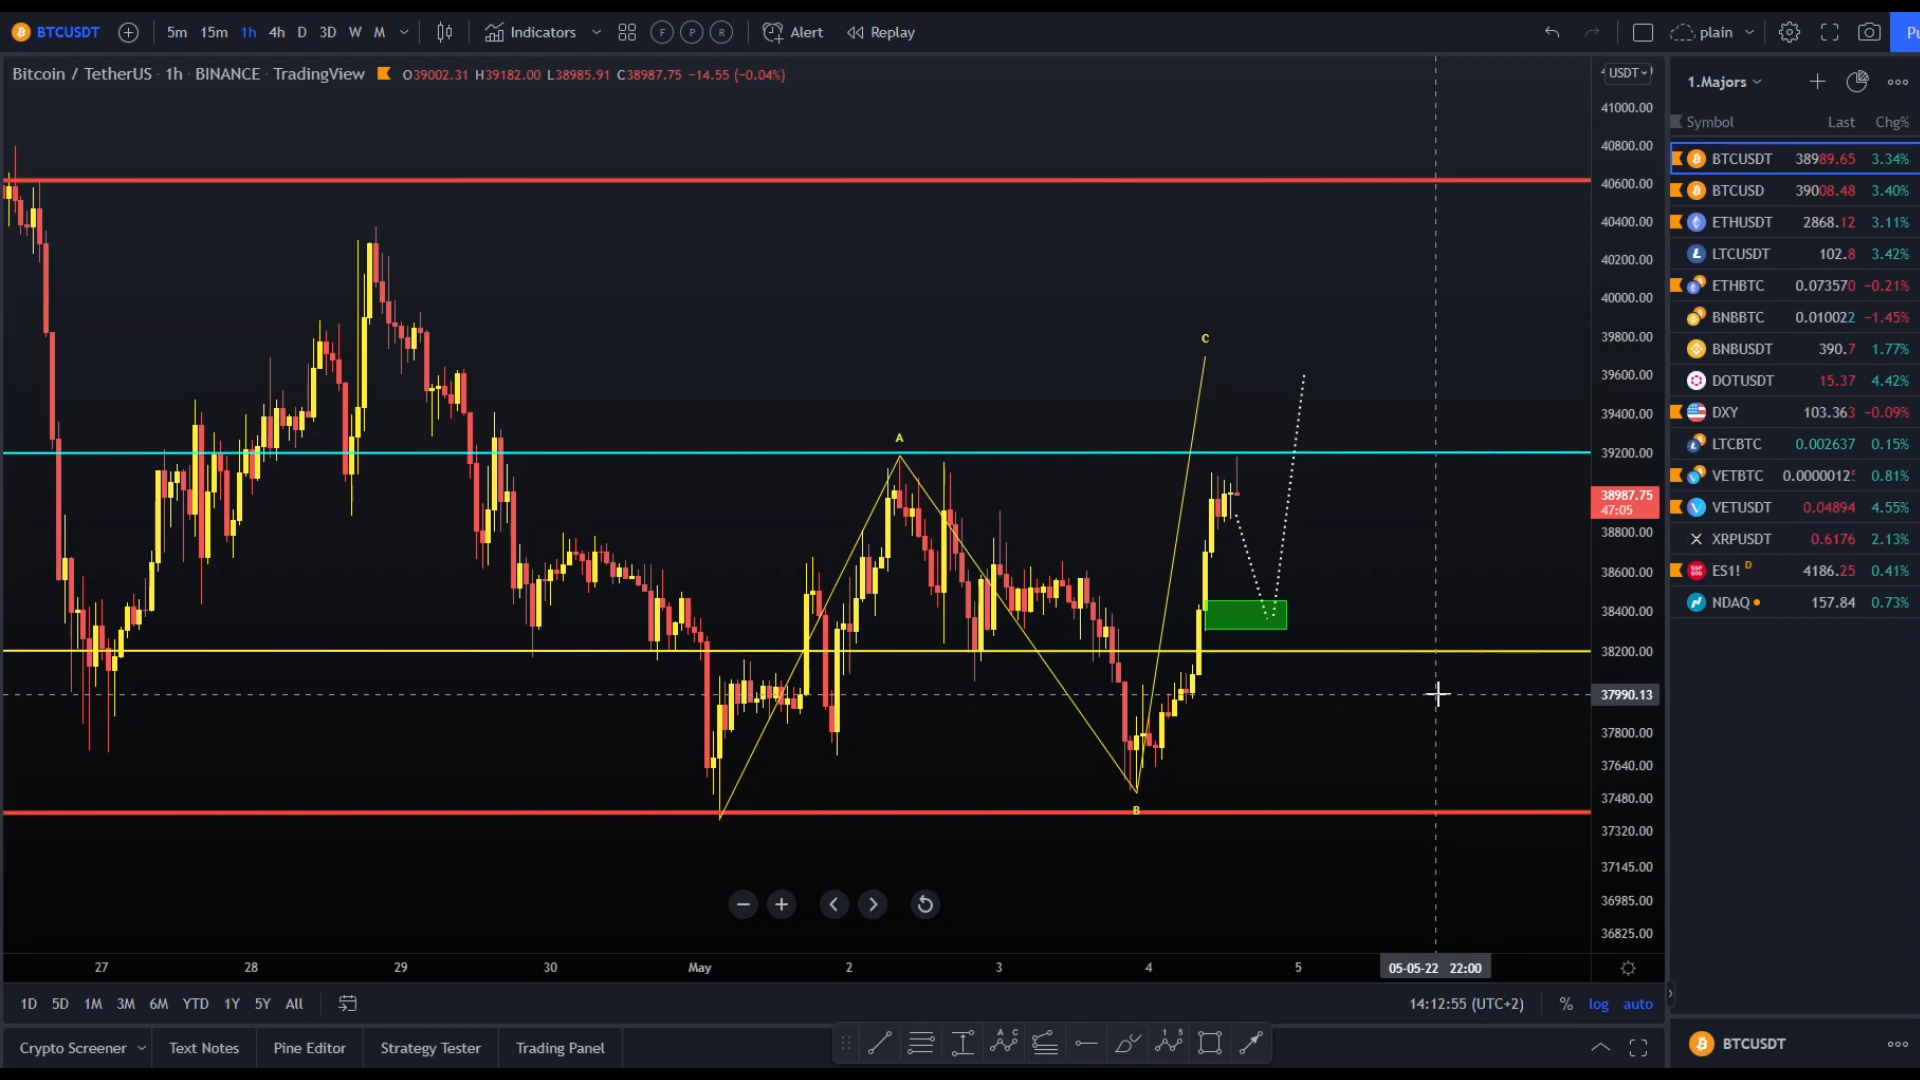 BTCUSDT 5m 15m 1h 4h D 3D W M Indicators F P R Alert Replay plain Pu
Bitcoin / TetherUS · 1h · BINANCE · TradingView O39002.31 H39182.00 L38985.91 C38987.75 −14.55 (−0.04%)
USDT
41000.00
40800.00
40600.00
40400.00
40200.00
40000.00
39800.00
39600.00
39400.00
39200.00
38987.75
47:05
38800.00
38600.00
38400.00
38200.00
37990.13
37800.00
37640.00
37480.00
37320.00
37145.00
36985.00
36825.00
C
A
B
27 28 29 30 May 2 3 4 5 05-05-22 22:00
1D 5D 1M 3M 6M YTD 1Y 5Y All 14:12:55 (UTC+2) % log auto
Crypto Screener Text Notes Pine Editor Strategy Tester Trading Panel
A C
1 5
1.Majors
Symbol Last Chg%
BTCUSDT 38989.65 3.34%
BTCUSD 39008.48 3.40%
ETHUSDT 2868.12 3.11%
LTCUSDT 102.8 3.42%
ETHBTC 0.073570 −0.21%
BNBBTC 0.010022 −1.45%
BNBUSDT 390.7 1.77%
DOTUSDT 15.37 4.42%
DXY 103.363 −0.09%
LTCBTC 0.002637 0.15%
VETBTC 0.0000012 0.81%
VETUSDT 0.04894 4.55%
XRPUSDT 0.6176 2.13%
ES1! D 4186.25 0.41%
NDAQ 157.84 0.73%
BTCUSDT